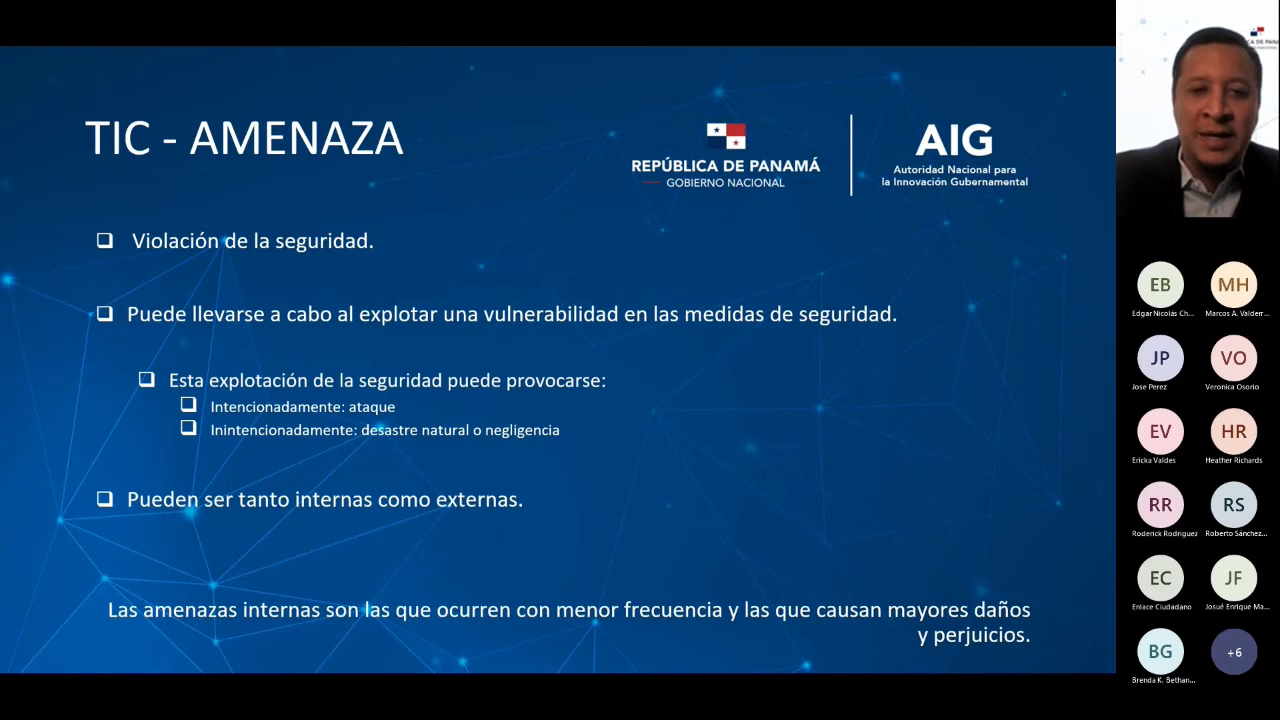 TIC - AMENAZA
REPÚBLICA DE PANAMÁ
GOBIERNO NACIONAL
AIG
Autoridad Nacional para
la Innovación Gubernamental
Violación de la seguridad.
Puede llevarse a cabo al explotar una vulnerabilidad en las medidas de seguridad.
Esta explotación de la seguridad puede provocarse:
Intencionadamente: ataque
Inintencionadamente: desastre natural o negligencia
Pueden ser tanto internas como externas.
Las amenazas internas son las que ocurren con menor frecuencia y las que causan mayores daños
y perjuicios.
EB
MH
Edgar Nicolás Ch...
Marcos A. Valderr...
JP
VO
Jose Perez
Veronica Osorio
EV
HR
Ericka Valdes
Heather Richards
RR
RS
Roderick Rodriguez
Roberto Sánchez...
EC
JF
Enlace Ciudadano
Josué Enrique Ma...
BG
+6
Brenda K. Bethan...